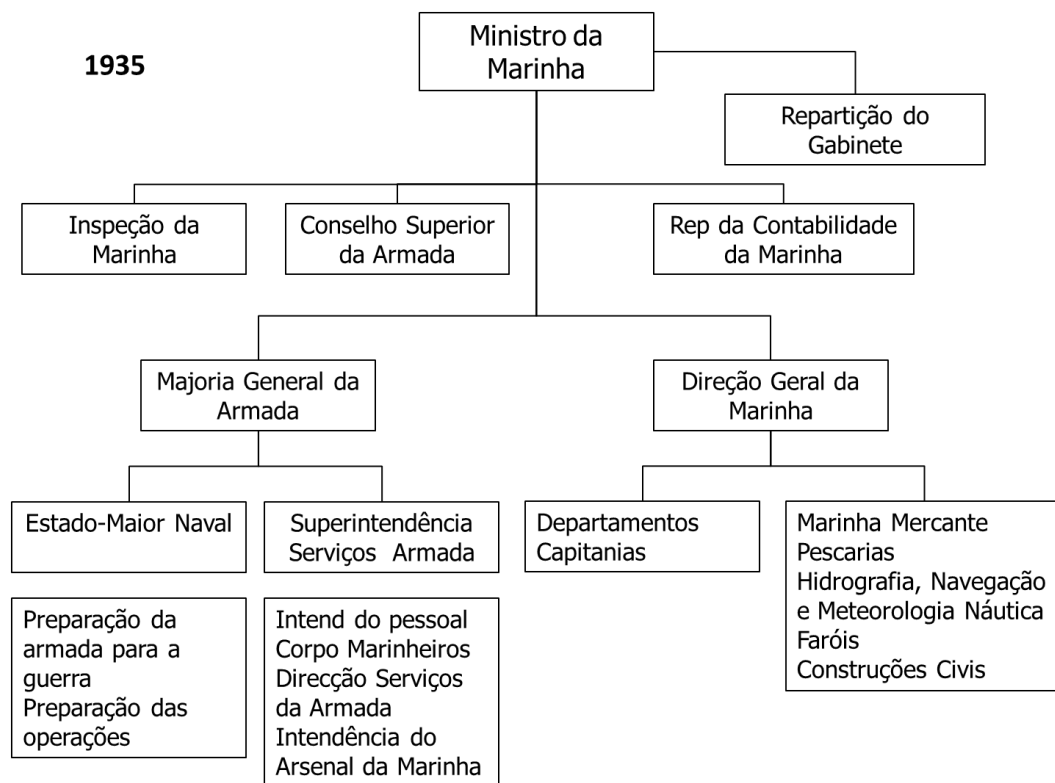 1935
Ministro da
Marinha
Repartição do
Gabinete
Inspeção da
Marinha
Conselho Superior
da Armada
Rep da Contabilidade
da Marinha
Majoria General da
Armada
Direção Geral da
Marinha
Estado-Maior Naval
Superintendência
Serviços Armada
Departamentos
Capitanias
Marinha Mercante
Pescarias
Hidrografia, Navegação
e Meteorologia Náutica
Faróis
Construções Civis
Preparação da
armada para a
guerra
Preparação das
operações
Intend do pessoal
Corpo Marinheiros
Direcção Serviços
da Armada
Intendência do
Arsenal da Marinha